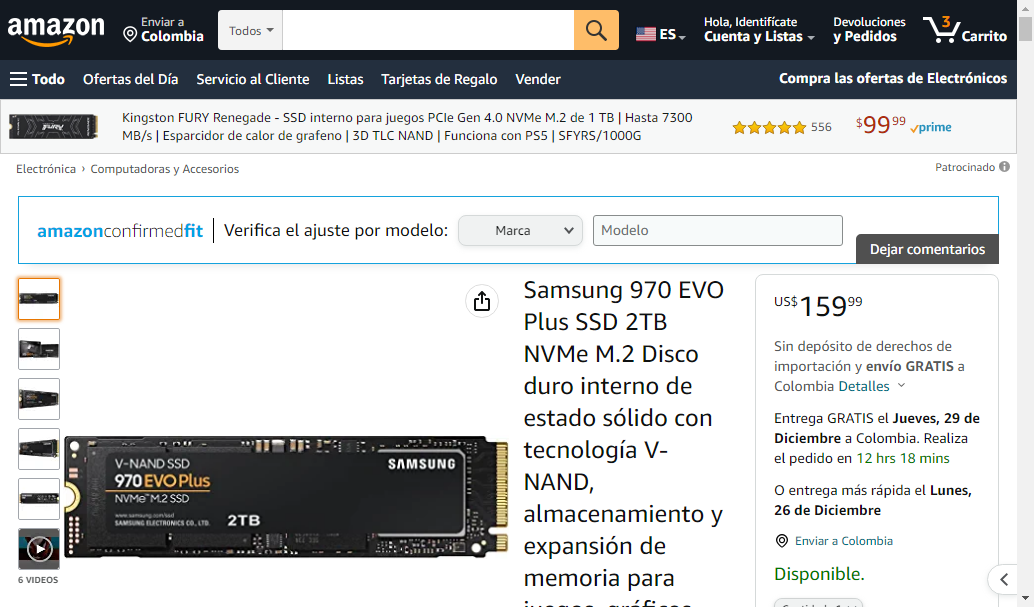 amazon
Enviar a
Colombia
Todos
ES
Hola, Identifícate
Cuenta y Listas
Devoluciones
y Pedidos
3
Carrito
Todo
Ofertas del Día
Servicio al Cliente
Listas
Tarjetas de Regalo
Vender
Compra las ofertas de Electrónicos
FURY
Kingston FURY Renegade - SSD interno para juegos PCIe Gen 4.0 NVMe M.2 de 1 TB | Hasta 7300
MB/s | Esparcidor de calor de grafeno | 3D TLC NAND | Funciona con PS5 | SFYRS/1000G
556
$99 99
prime
Electrónica › Computadoras y Accesorios
Patrocinado
amazonconfirmedfit
Verifica el ajuste por modelo:
Marca
Modelo
Dejar comentarios
6 VIDEOS
V-NAND SSD
970 EVO Plus
NVMe™ M.2 SSD
www.samsung.com/ssd
SAMSUNG ELECTRONICS CO., LTD.
2TB
SAMSUNG
Samsung 970 EVO
Plus SSD 2TB
NVMe M.2 Disco
duro interno de
estado sólido con
tecnología V-
NAND,
almacenamiento y
expansión de
memoria para
juegos, gráficos
US$159 99
Sin depósito de derechos de
importación y envío GRATIS a
Colombia Detalles
Entrega GRATIS el Jueves, 29 de
Diciembre a Colombia. Realiza
el pedido en 12 hrs 18 mins
O entrega más rápida el Lunes,
26 de Diciembre
Enviar a Colombia
Disponible.